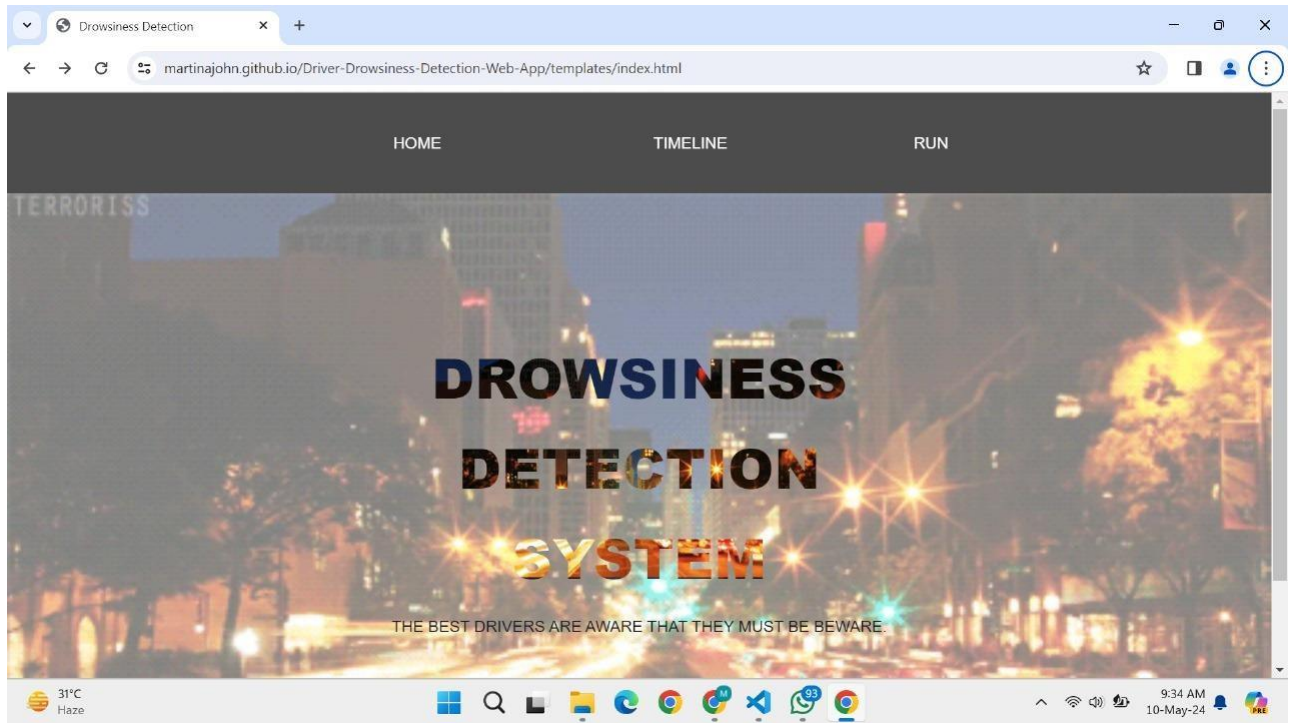 Drowsiness Detection
martinajohn.github.io/Driver-Drowsiness-Detection-Web-App/templates/index.html
HOME TIMELINE RUN
TERRORISS
DROWSINESS
DETECTION
SYSTEM
THE BEST DRIVERS ARE AWARE THAT THEY MUST BE BEWARE.
31°C
Haze
M
93
9:34 AM
10-May-24
PRE